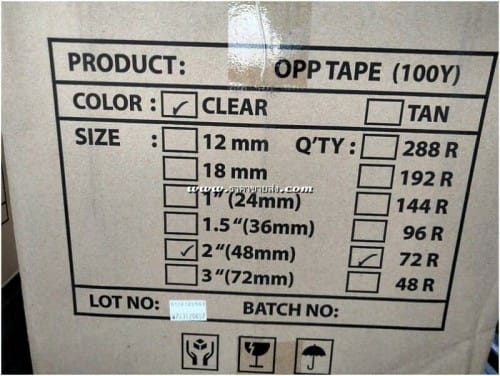 PRODUCT: OPP TAPE (100Y)
COLOR : ✓ CLEAR TAN
SIZE : 12 mm Q'TY : 288 R
18 mm 192 R
1" (24mm) 144 R
1.5 "(36mm) 96 R
✓ 2 "(48mm) ✓ 72 R
3 "(72mm) 48 R
LOT NO: BATCH NO: